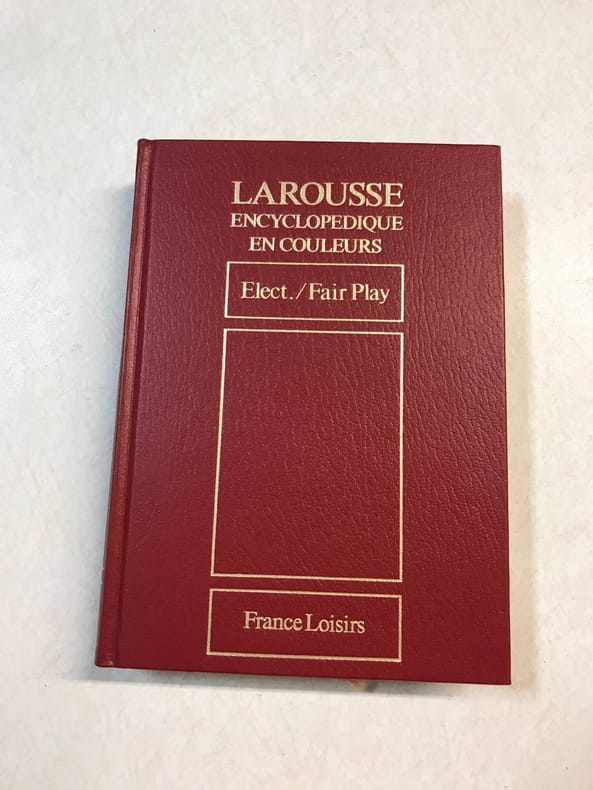 LAROUSSE
ENCYCLOPEDIQUE
EN COULEURS
Elect./Fair Play
France Loisirs